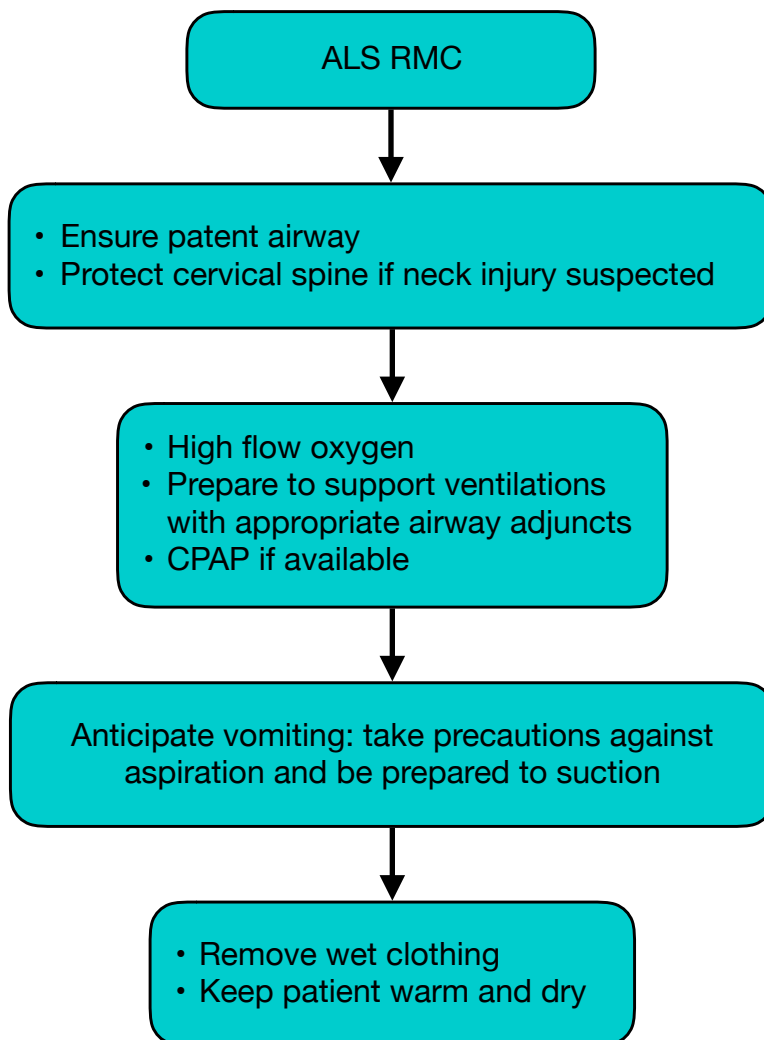 ALS RMC
• Ensure patent airway
• Protect cervical spine if neck injury suspected
• High flow oxygen
• Prepare to support ventilations
with appropriate airway adjuncts
• CPAP if available
Anticipate vomiting: take precautions against
aspiration and be prepared to suction
• Remove wet clothing
• Keep patient warm and dry